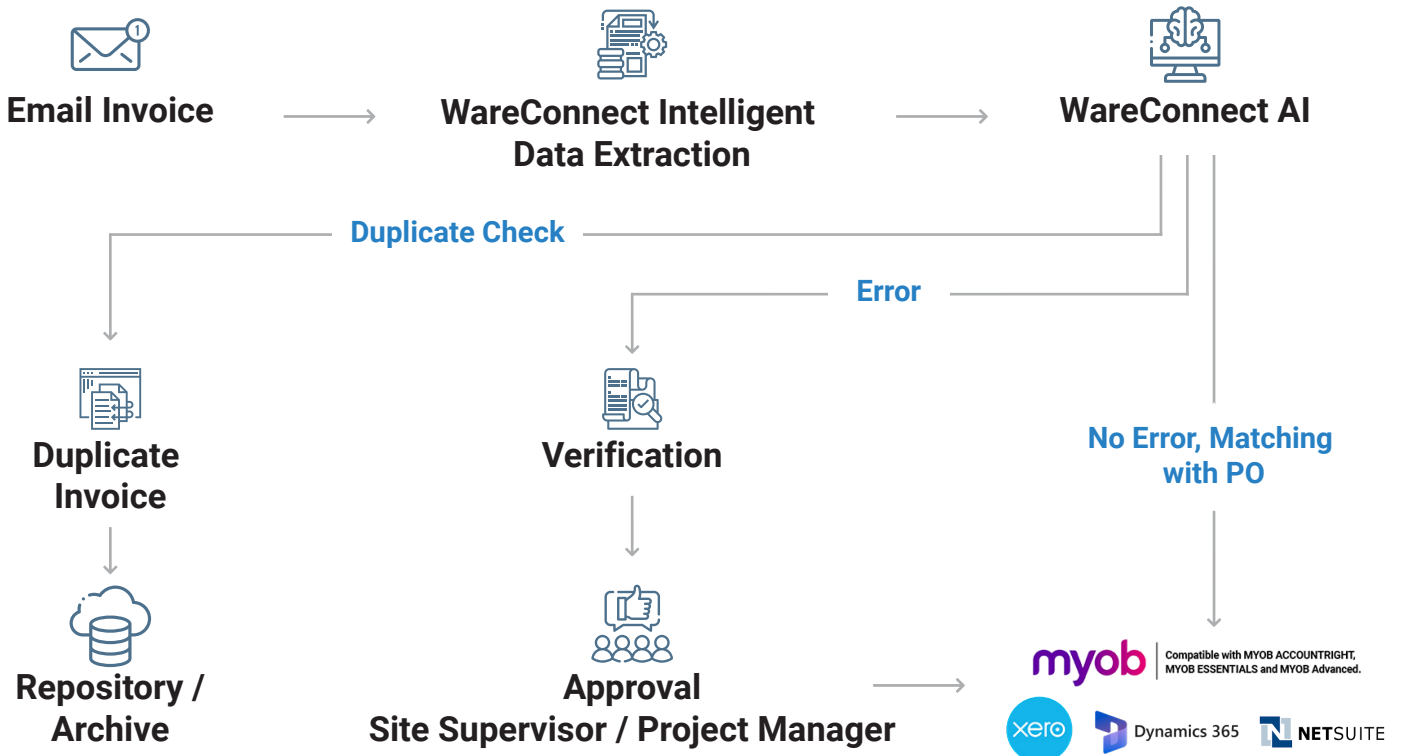 1
Email Invoice
WareConnect Intelligent
Data Extraction
WareConnect AI
Duplicate Check
Error
No Error, Matching
with PO
Duplicate
Invoice
Verification
Repository /
Archive
Approval
Site Supervisor / Project Manager
myob
Compatible with MYOB ACCOUNTRIGHT,
MYOB ESSENTIALS and MYOB Advanced.
xero
Dynamics 365
N
NETSUITE